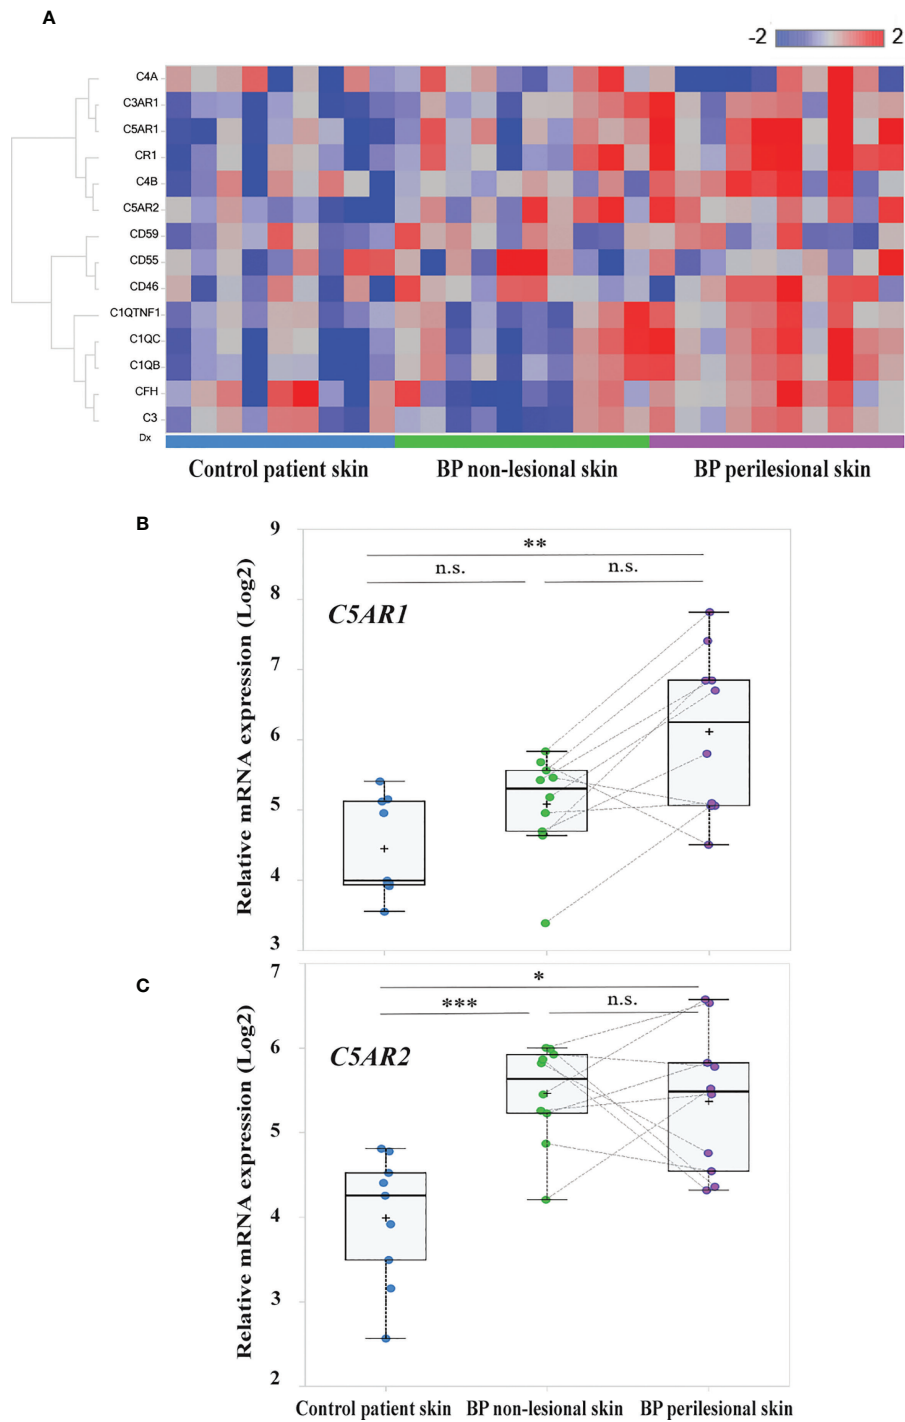 A
-2 2
C4A
C3AR1
C5AR1
CR1
C4B
C5AR2
CD59
CD55
CD46
C1QTNF1
C1QC
C1QB
CFH
C3
Dx
Control patient skin BP non-lesional skin BP perilesional skin
B
Relative mRNA expression (Log2)
9
8
7
6
5
4
3
**
n.s. n.s.
C5AR1
C
Relative mRNA expression (Log2)
7
6
5
4
3
2
*
*** n.s.
C5AR2
Control patient skin BP non-lesional skin BP perilesional skin